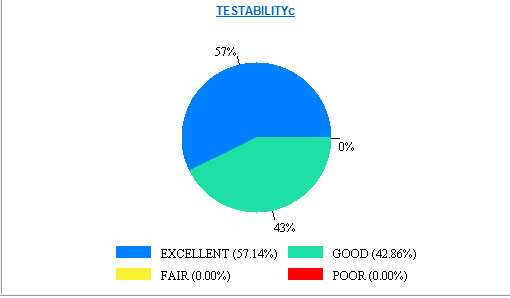 TESTABILITYc
57%
0%
43%
EXCELLENT (57.14%) GOOD (42.86%)
FAIR (0.00%) POOR (0.00%)